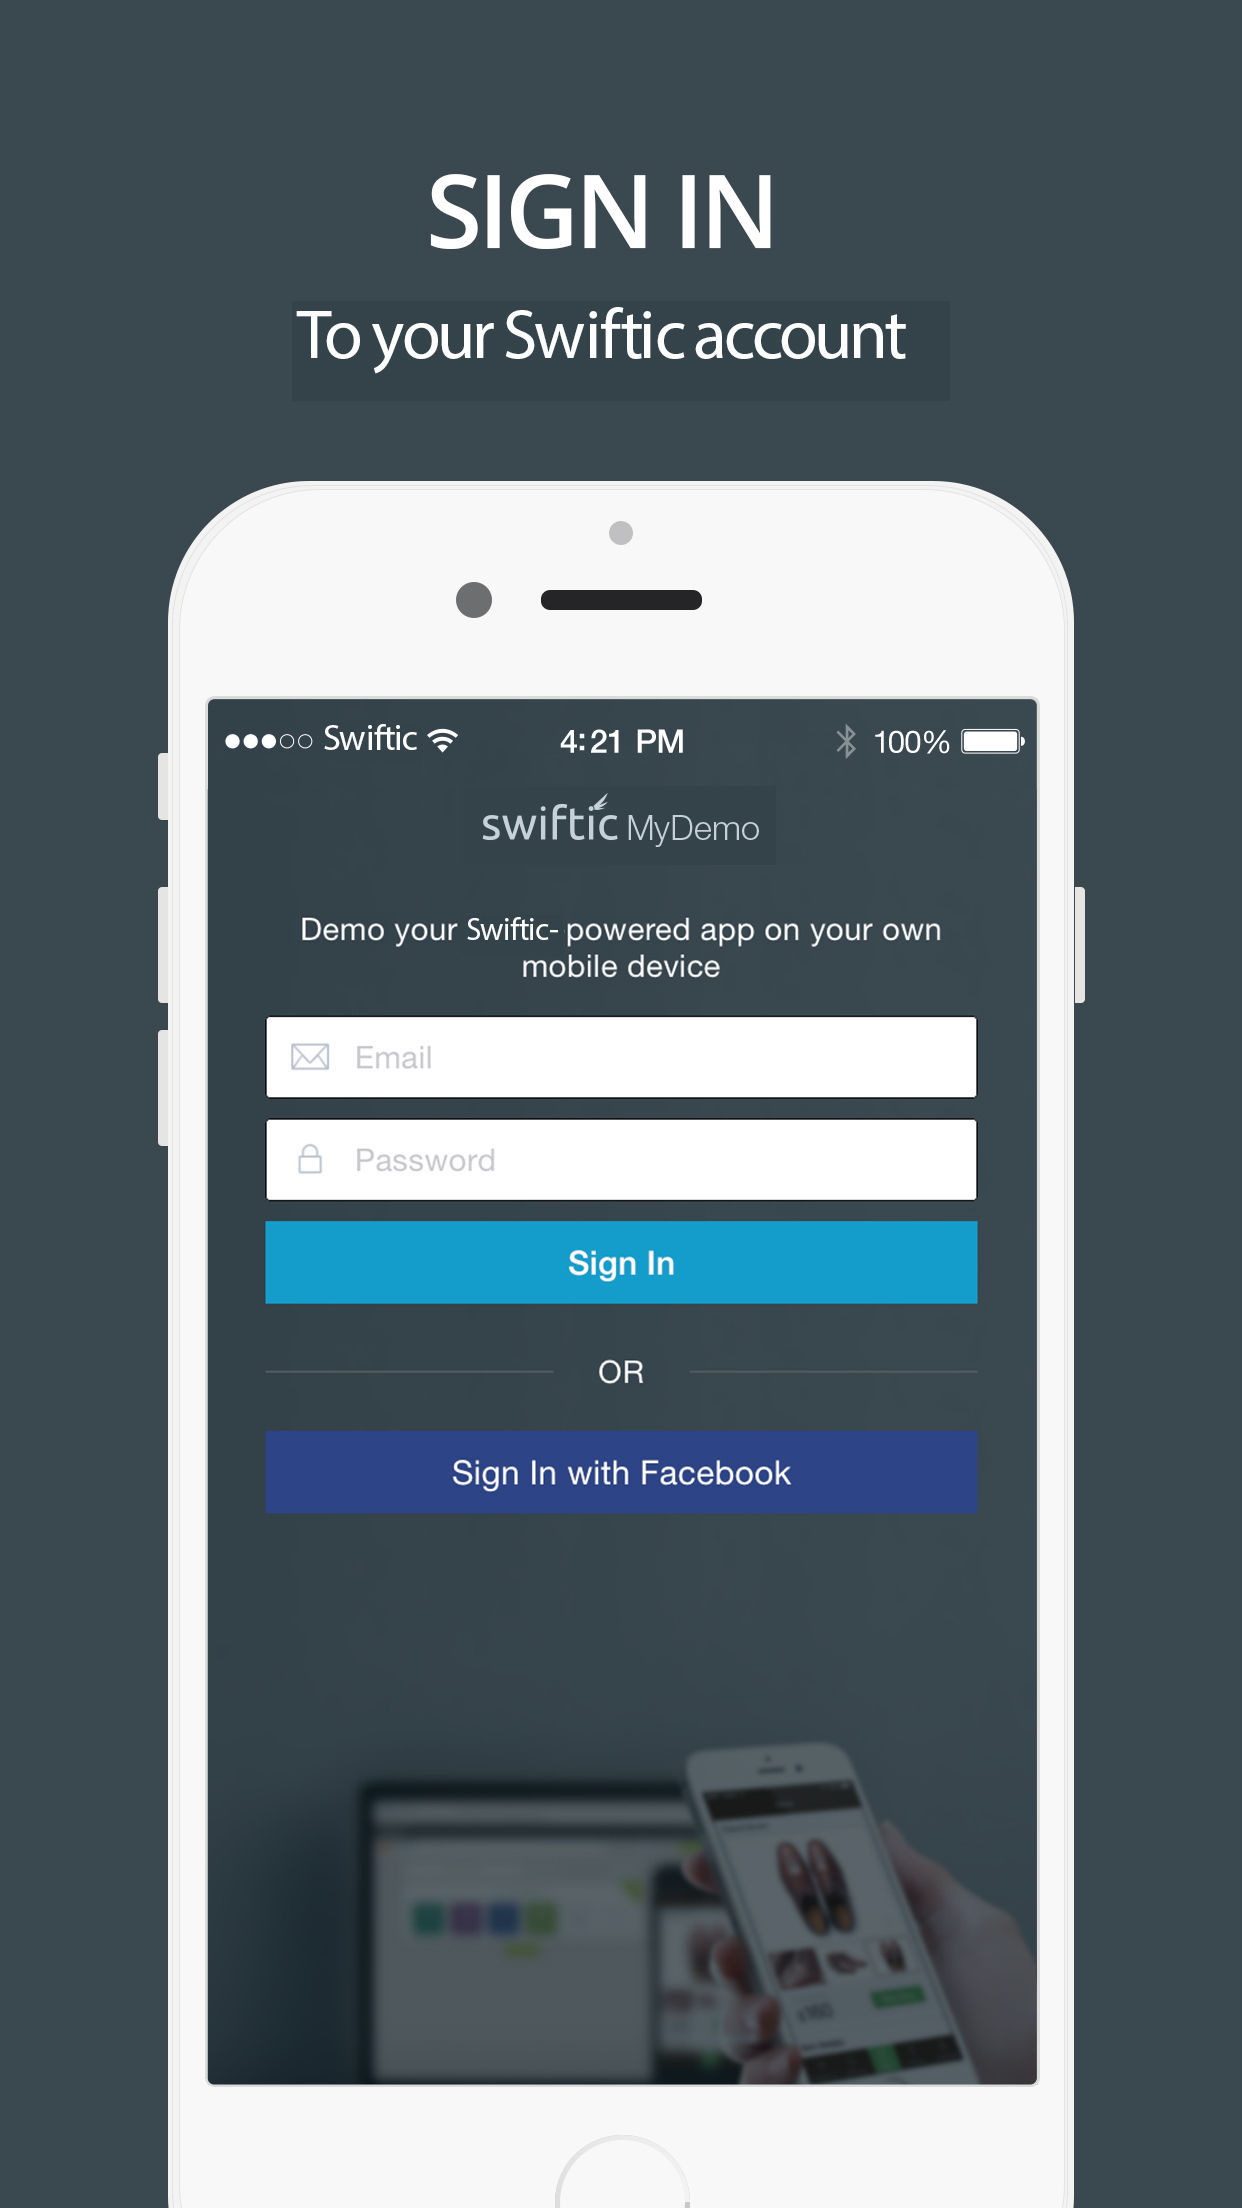 SIGN IN
To your Swiftic account
Swiftic 4:21 PM 100%
swiftic MyDemo
Demo your Swiftic- powered app on your own
mobile device
Email
Password
Sign In
OR
Sign In with Facebook